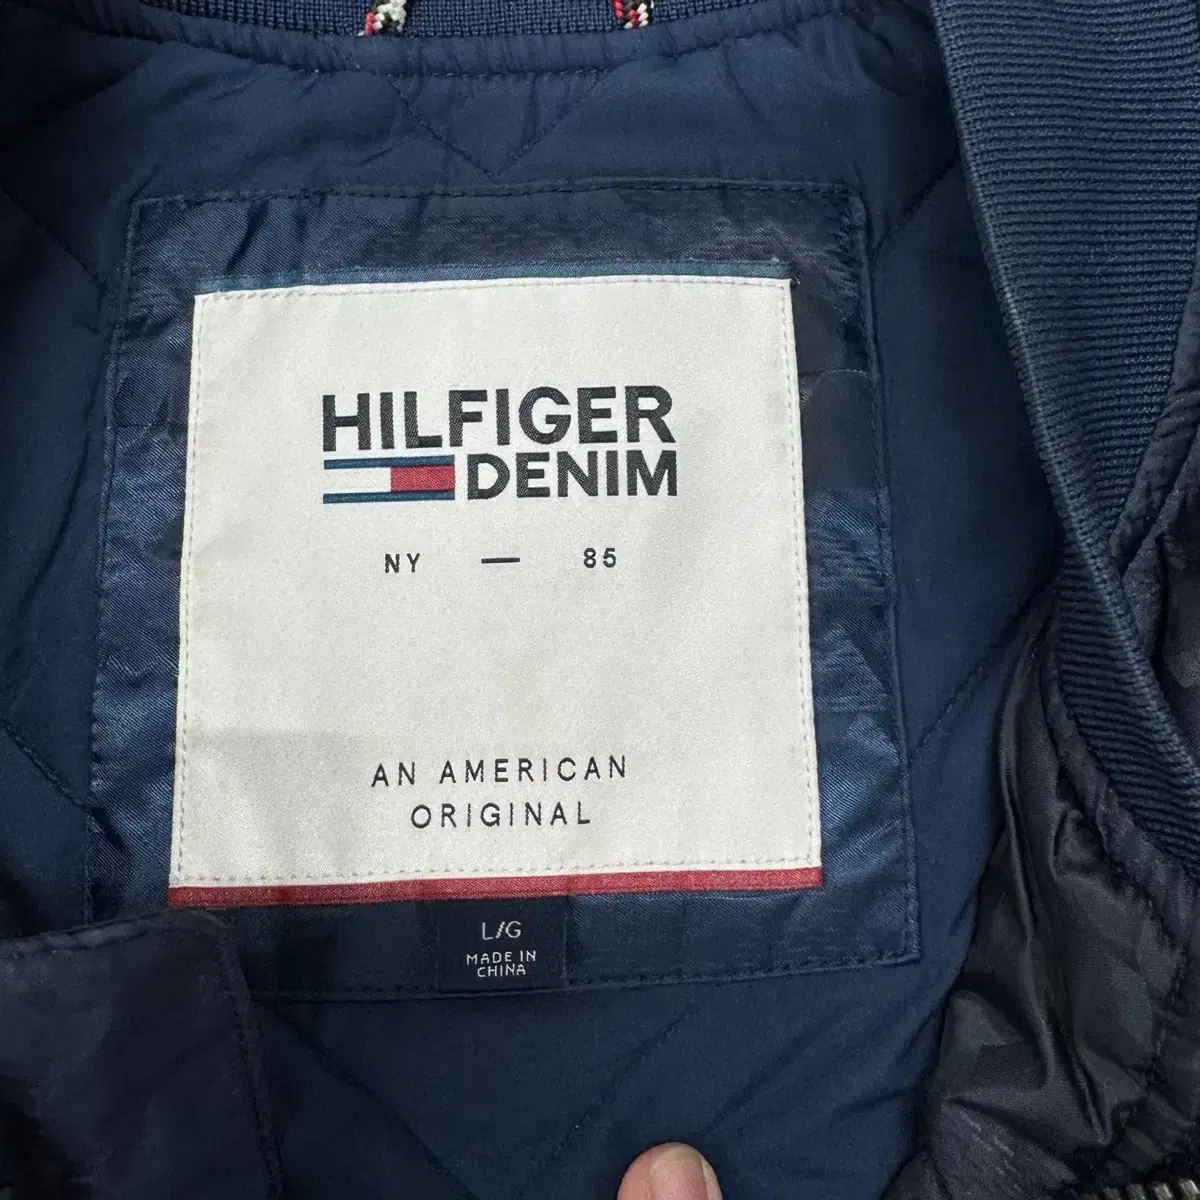 HILFIGER
DENIM
NY — 85
AN AMERICAN
ORIGINAL
L/G
MADE IN
CHINA